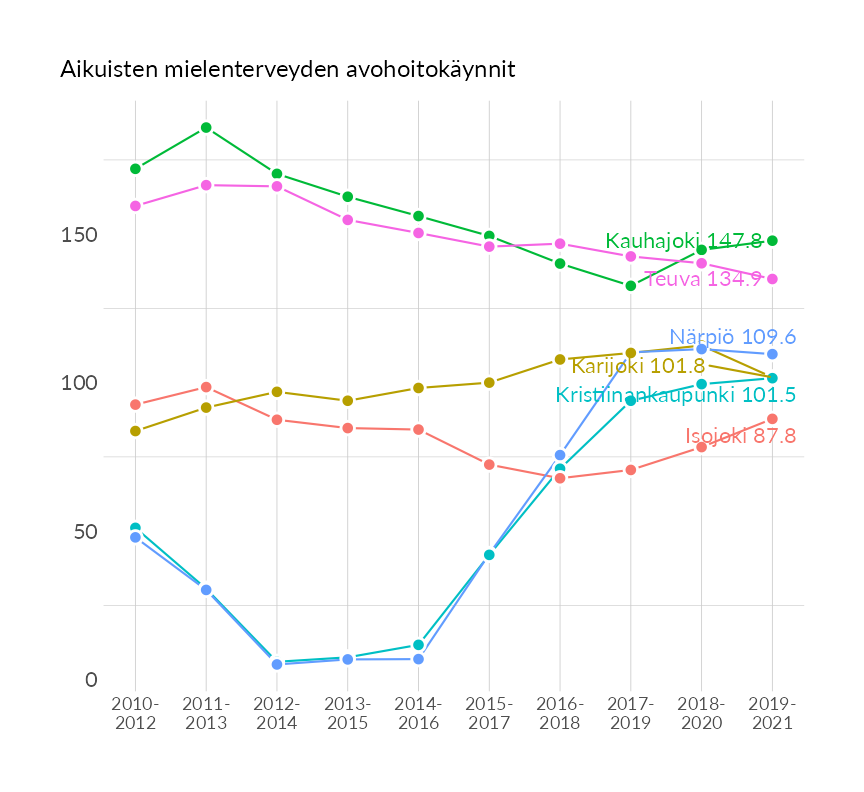 Aikuisten mielenterveyden avohoitokäynnit
150
100
50
0
Kauhajoki 147.8
Teuva 134.9
Närpiö 109.6
Karijoki 101.8
Kristiinankaupunki 101.5
Isojoki 87.8
2010- 2011- 2012- 2013- 2014- 2015- 2016- 2017- 2018- 2019-
2012 2013 2014 2015 2016 2017 2018 2019 2020 2021